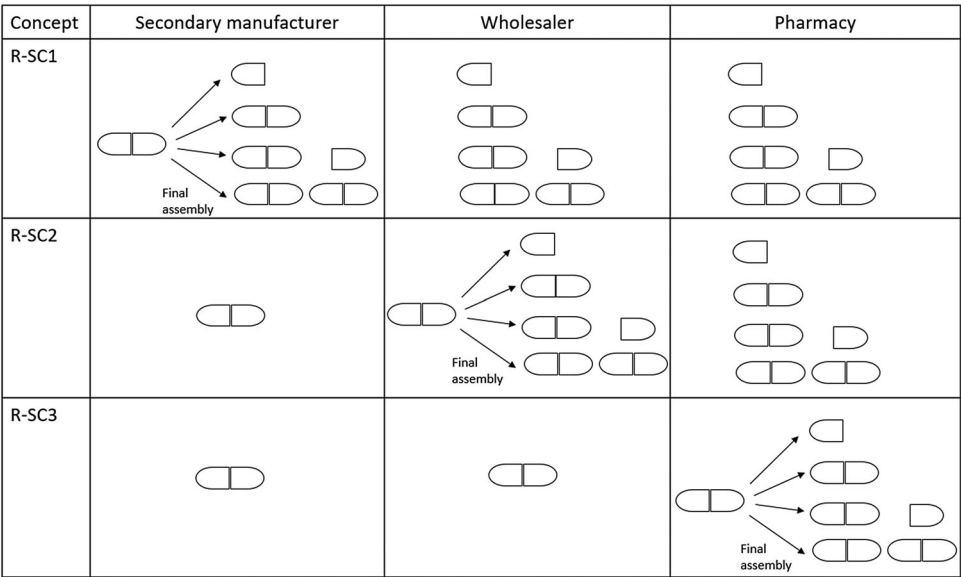 Concept Secondary manufacturer Wholesaler Pharmacy
R-SC1
Final
assembly
R-SC2
Final
assembly
R-SC3
Final
assembly